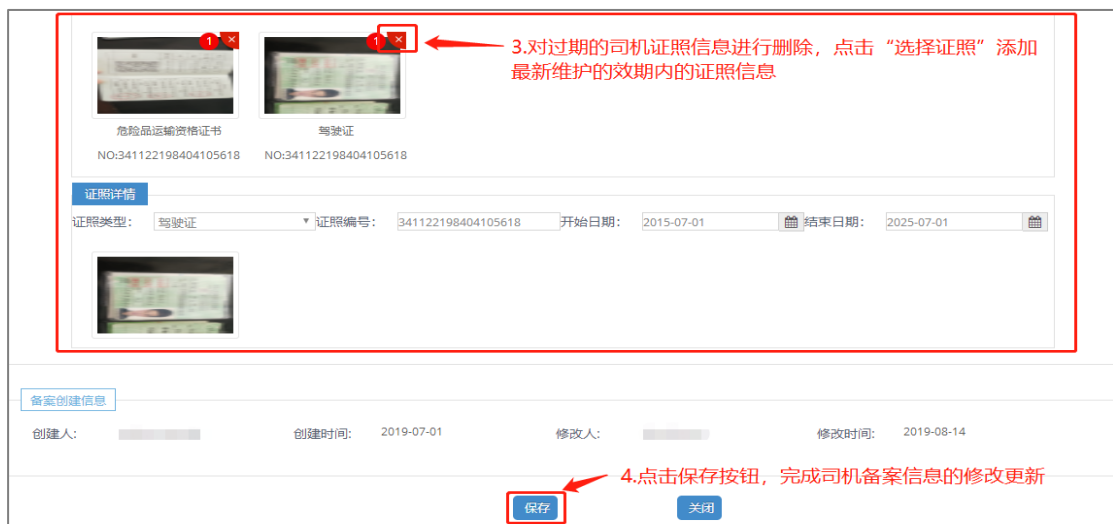 1 × 1 ×
3.对过期的司机证照信息进行删除，点击“选择证照”添加
最新维护的效期内的证照信息
危险品运输资格证书 驾驶证
NO:341122198404105618 NO:341122198404105618
证照详情
证照类型： 驾驶证 证照编号： 341122198404105618 开始日期： 2015-07-01 结束日期： 2025-07-01
备案创建信息
创建人： 创建时间： 2019-07-01 修改人： 修改时间： 2019-08-14
4.点击保存按钮，完成司机备案信息的修改更新
保存 关闭